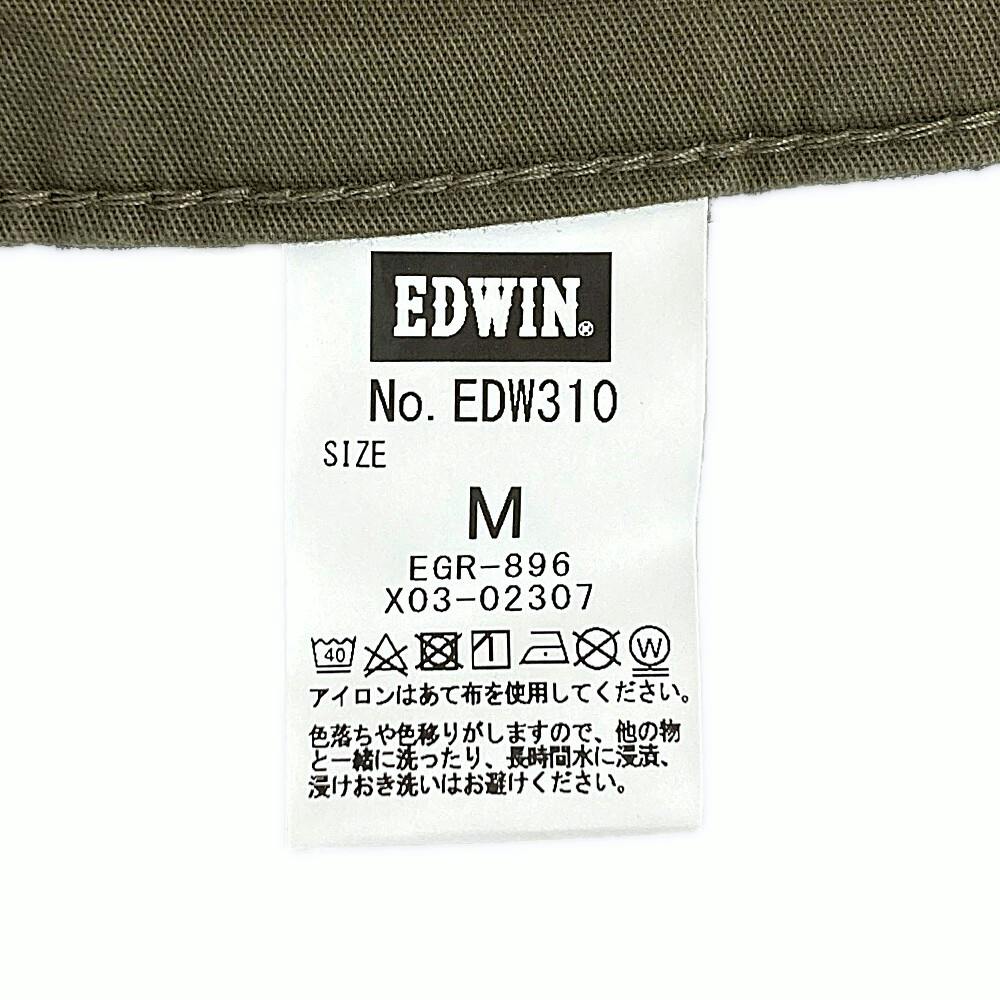 EDWIN®
No. EDW310
SIZE
M
EGR-896
X03-02307
40 1 W
アイロンはあて布を使用してください。
色落ちや色移りがしますので、他の物
と一緒に洗ったり、長時間水に浸漬、
浸けおき洗いはお避けください。